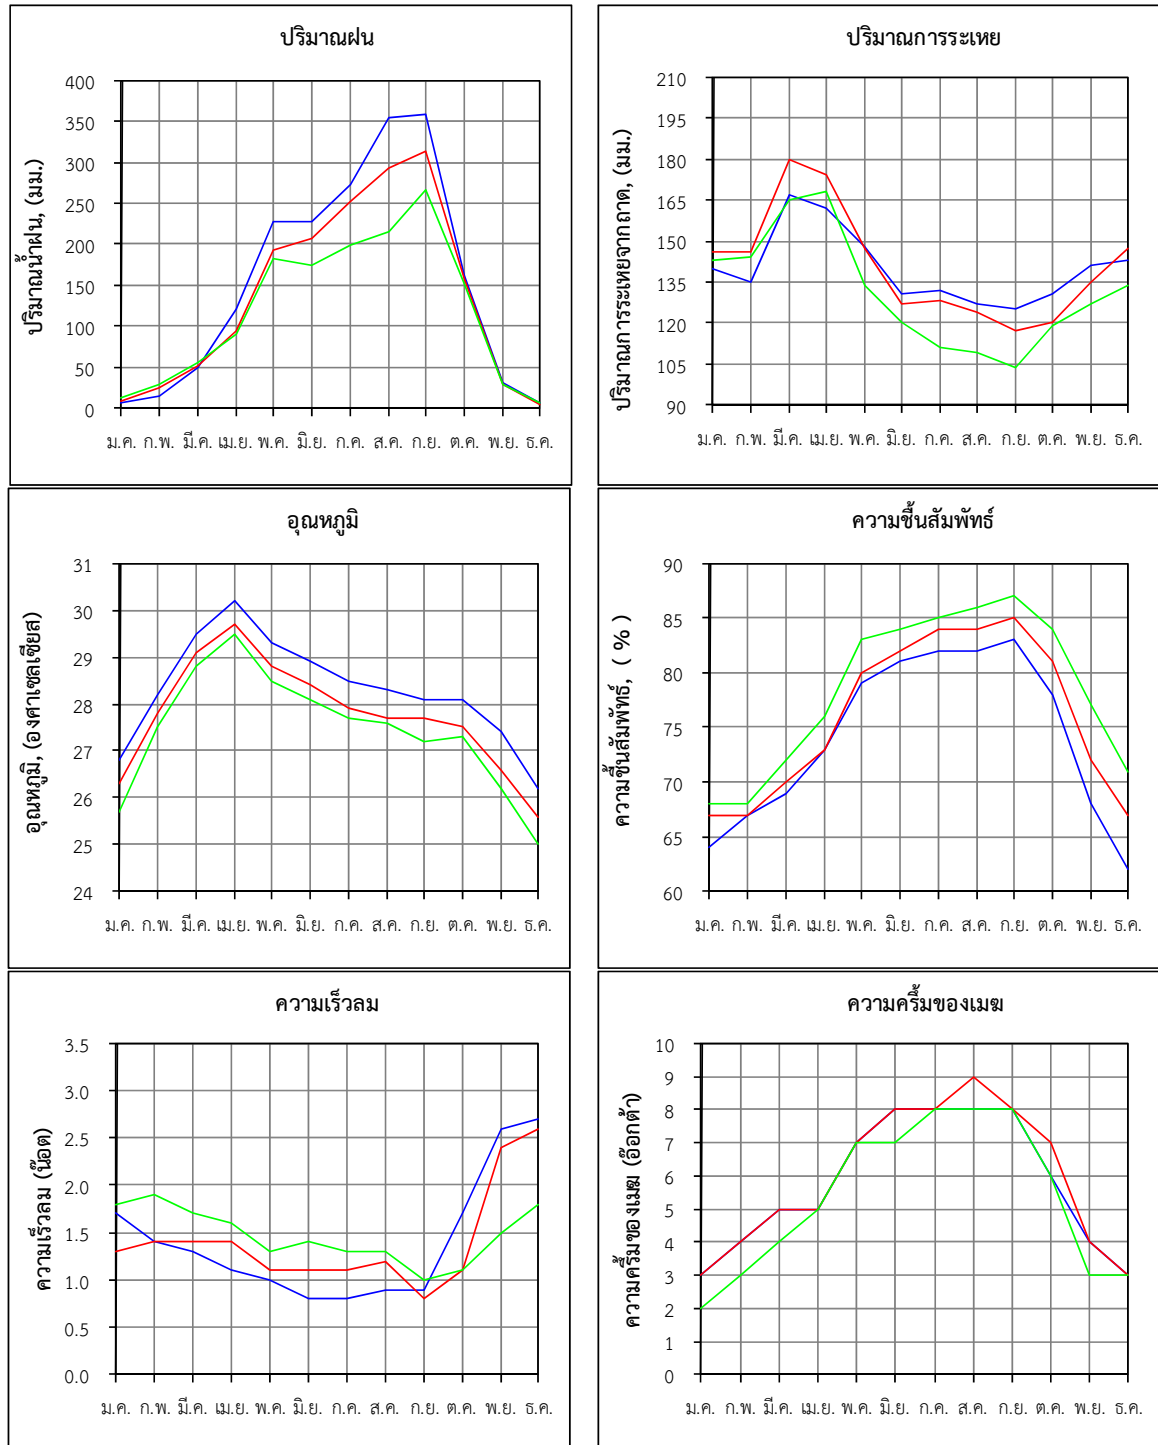 ปริมาณฝน
ปริมาณน้ำฝน, (มม.)
400
350
300
250
200
150
100
50
0
ม.ค. ก.พ. มี.ค. เม.ย. พ.ค. มิ.ย. ก.ค. ส.ค. ก.ย. ต.ค. พ.ย. ธ.ค.
ปริมาณการระเหย
ปริมาณการระเหยจากถาด, (มม.)
210
195
180
165
150
135
120
105
90
ม.ค. ก.พ. มี.ค. เม.ย. พ.ค. มิ.ย. ก.ค. ส.ค. ก.ย. ต.ค. พ.ย. ธ.ค.
อุณหภูมิ
อุณหภูมิ, (องศาเซลเซียส)
31
30
29
28
27
26
25
24
ม.ค. ก.พ. มี.ค. เม.ย. พ.ค. มิ.ย. ก.ค. ส.ค. ก.ย. ต.ค. พ.ย. ธ.ค.
ความชื้นสัมพัทธ์
ความชื้นสัมพัทธ์, ( % )
90
85
80
75
70
65
60
ม.ค. ก.พ. มี.ค. เม.ย. พ.ค. มิ.ย. ก.ค. ส.ค. ก.ย. ต.ค. พ.ย. ธ.ค.
ความเร็วลม
ความเร็วลม (น๊อต)
3.5
3.0
2.5
2.0
1.5
1.0
0.5
0.0
ม.ค. ก.พ. มี.ค. เม.ย. พ.ค. มิ.ย. ก.ค. ส.ค. ก.ย. ต.ค. พ.ย. ธ.ค.
ความครึ้มของเมฆ
ความครึ้มของเมฆ (อ๊อกต้า)
10
9
8
7
6
5
4
3
2
1
0
ม.ค. ก.พ. มี.ค. เม.ย. พ.ค. มิ.ย. ก.ค. ส.ค. ก.ย. ต.ค. พ.ย. ธ.ค.